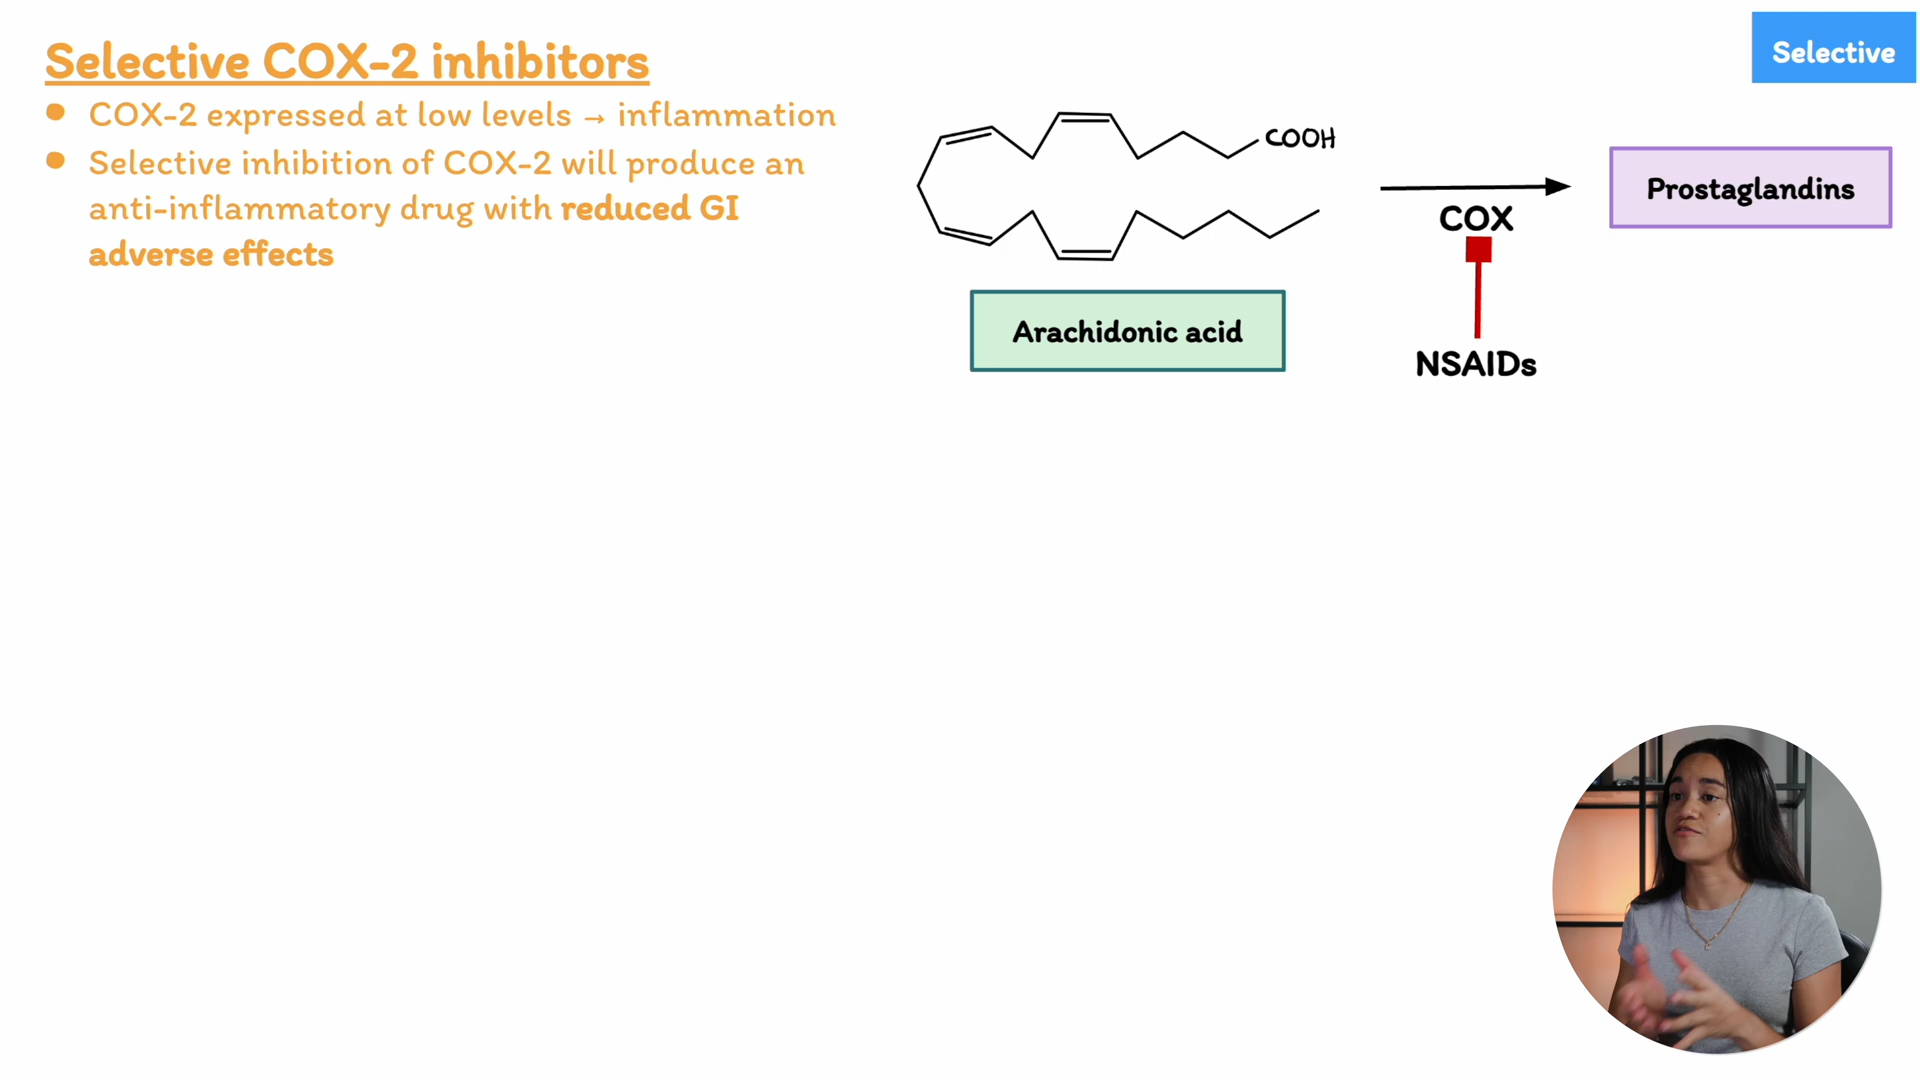 Selective COX-2 inhibitors
Selective
• COX-2 expressed at low levels → inflammation
• Selective inhibition of COX-2 will produce an
anti-inflammatory drug with reduced GI
adverse effects
COOH
COX
Prostaglandins
Arachidonic acid
NSAIDs